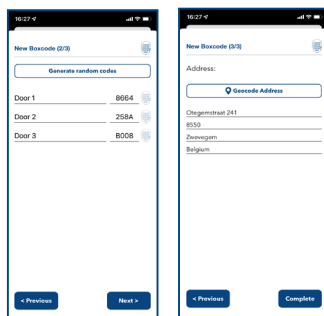 16:27
New Boxcode (2/3)
Generate random codes
Door 1 8664
Door 2 258A
Door 3 B008
< Previous Next >
16:27
New Boxcode (3/3)
Address:
Geocode Address
Otegemstraat 241
8550
Zwevegem
Belgium
< Previous Complete